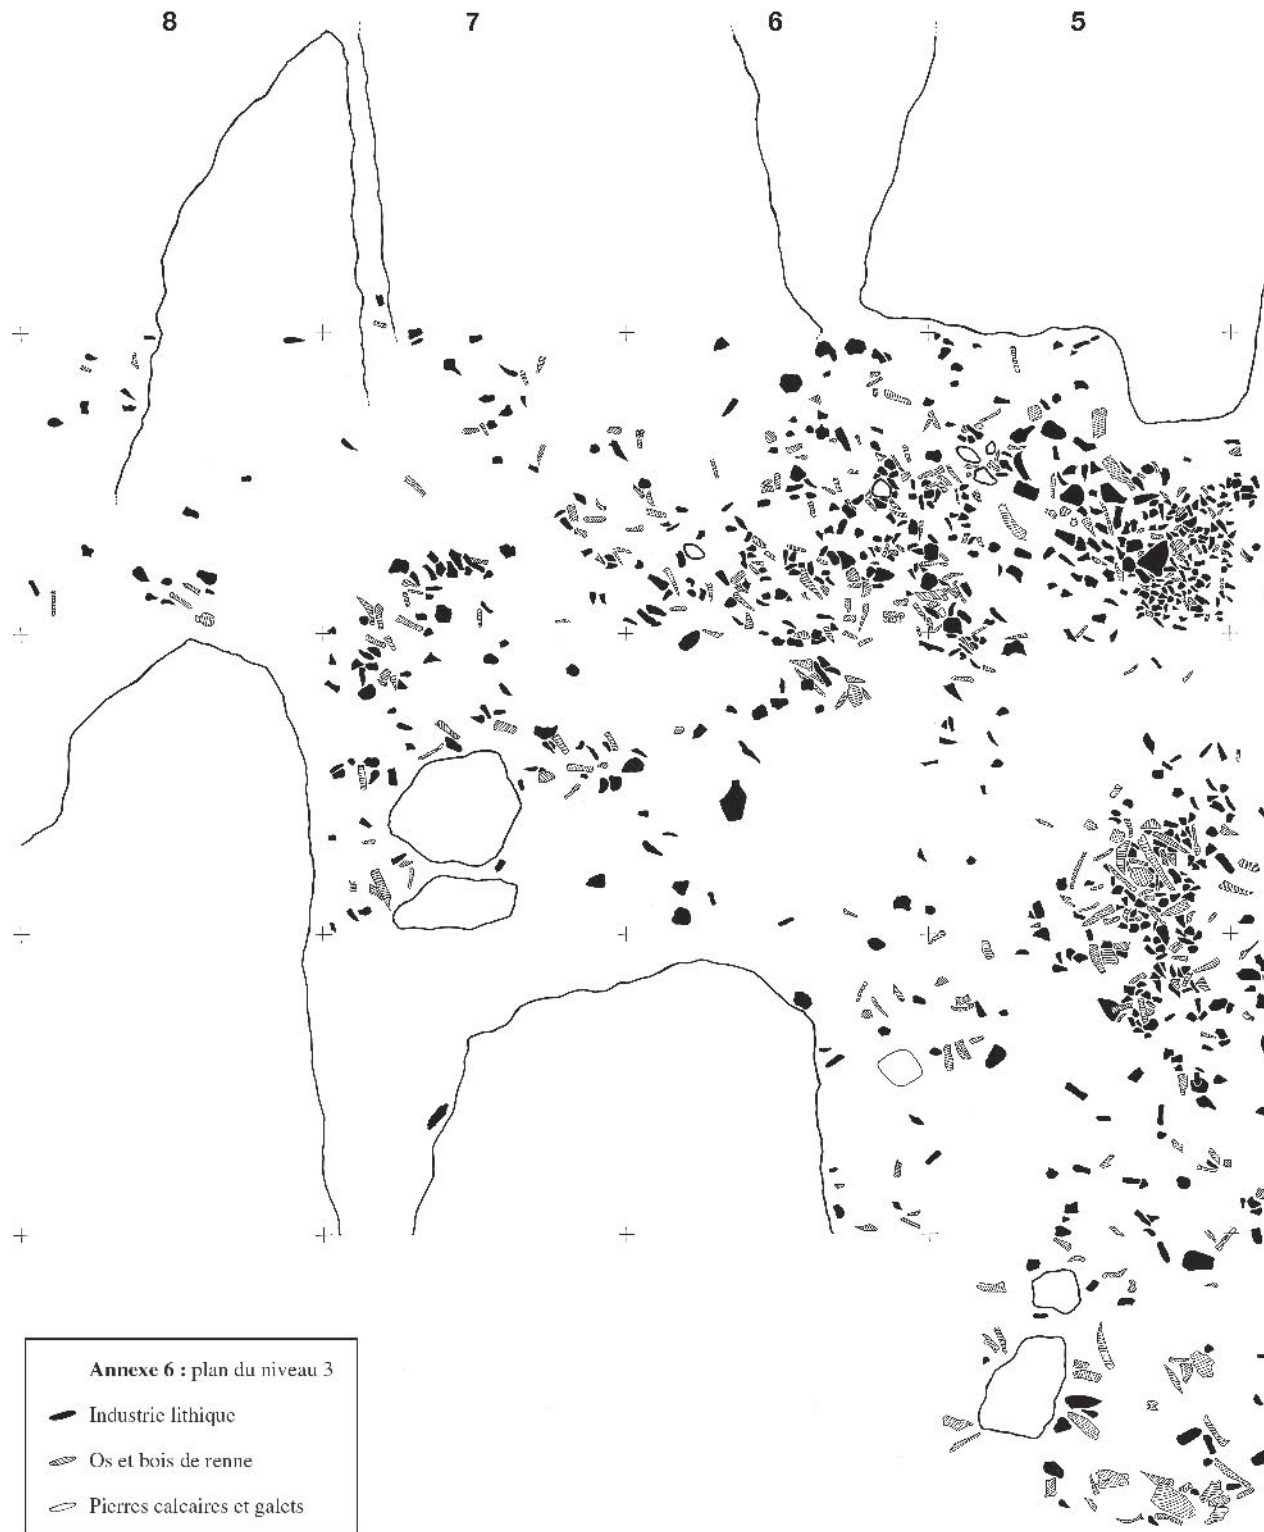 8 7 6 5
Annexe 6 : plan du niveau 3
Industrie lithique
Os et bois de renne
Pierres calcaires et galets